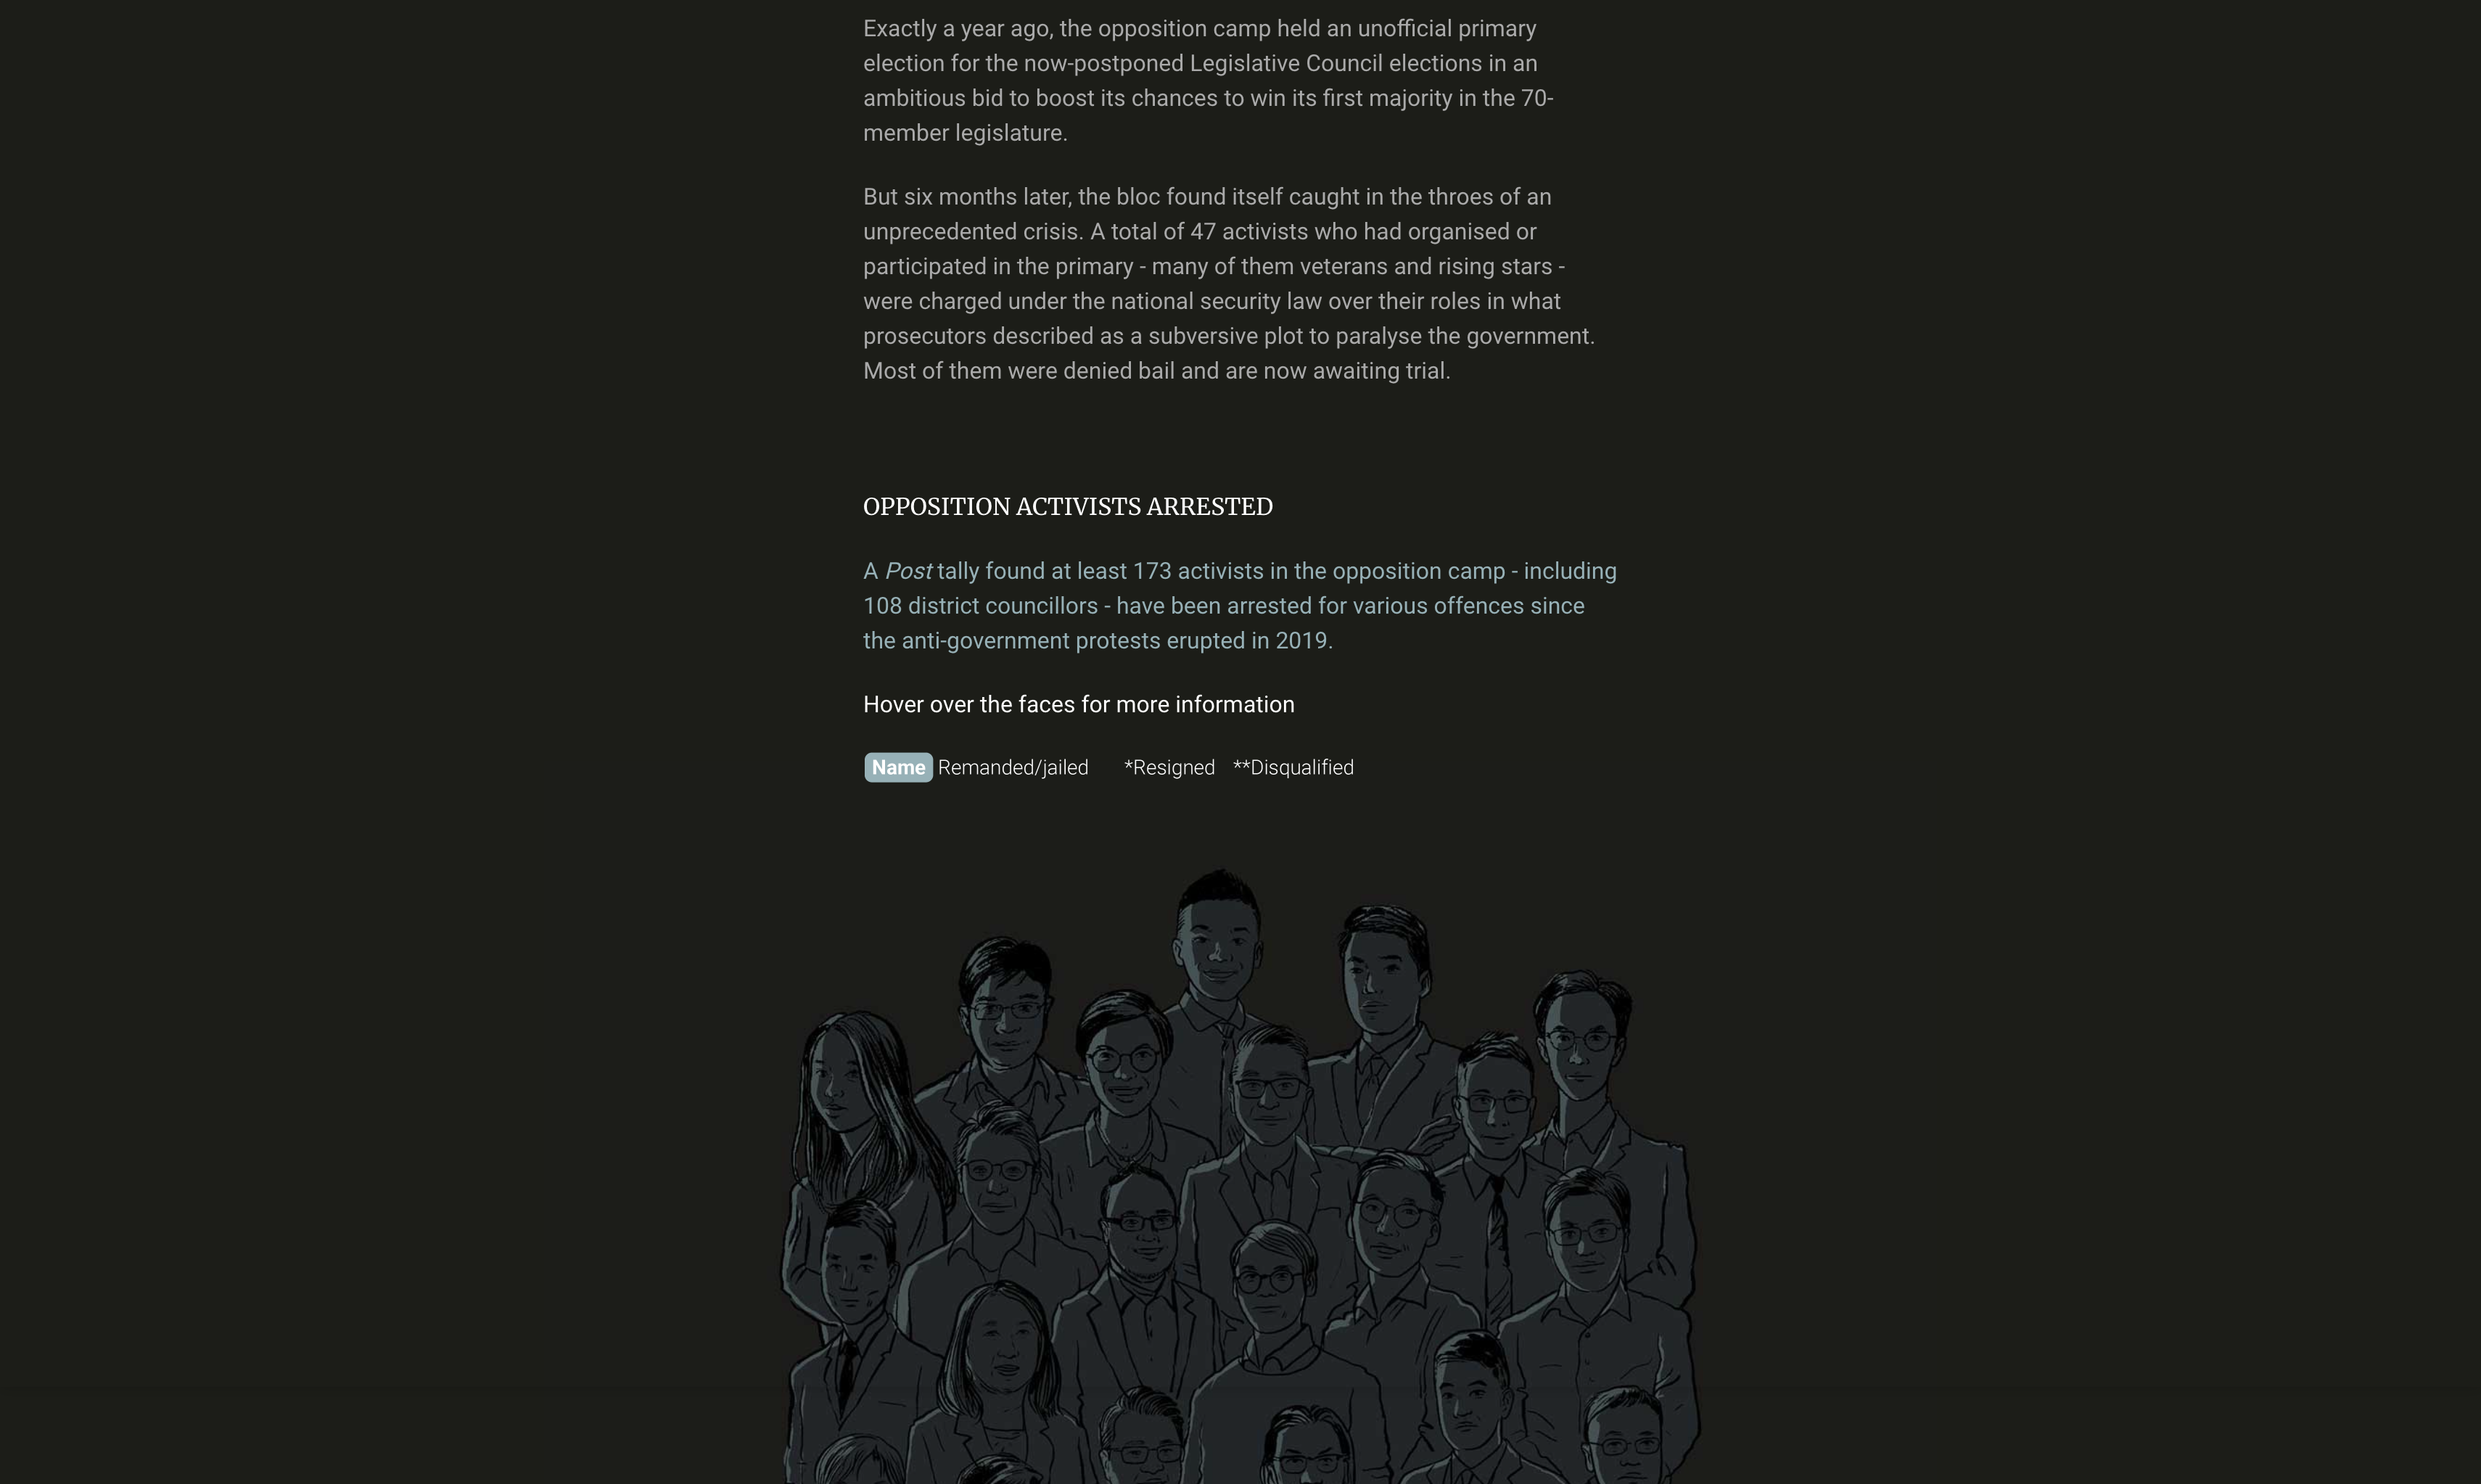 Exactly a year ago, the opposition camp held an unofficial primary
election for the now-postponed Legislative Council elections in an
ambitious bid to boost its chances to win its first majority in the 70-
member legislature.
But six months later, the bloc found itself caught in the throes of an
unprecedented crisis. A total of 47 activists who had organised or
participated in the primary - many of them veterans and rising stars -
were charged under the national security law over their roles in what
prosecutors described as a subversive plot to paralyse the government.
Most of them were denied bail and are now awaiting trial.
OPPOSITION ACTIVISTS ARRESTED
A Post tally found at least 173 activists in the opposition camp - including
108 district councillors - have been arrested for various offences since
the anti-government protests erupted in 2019.
Hover over the faces for more information
Name Remanded/jailed *Resigned **Disqualified